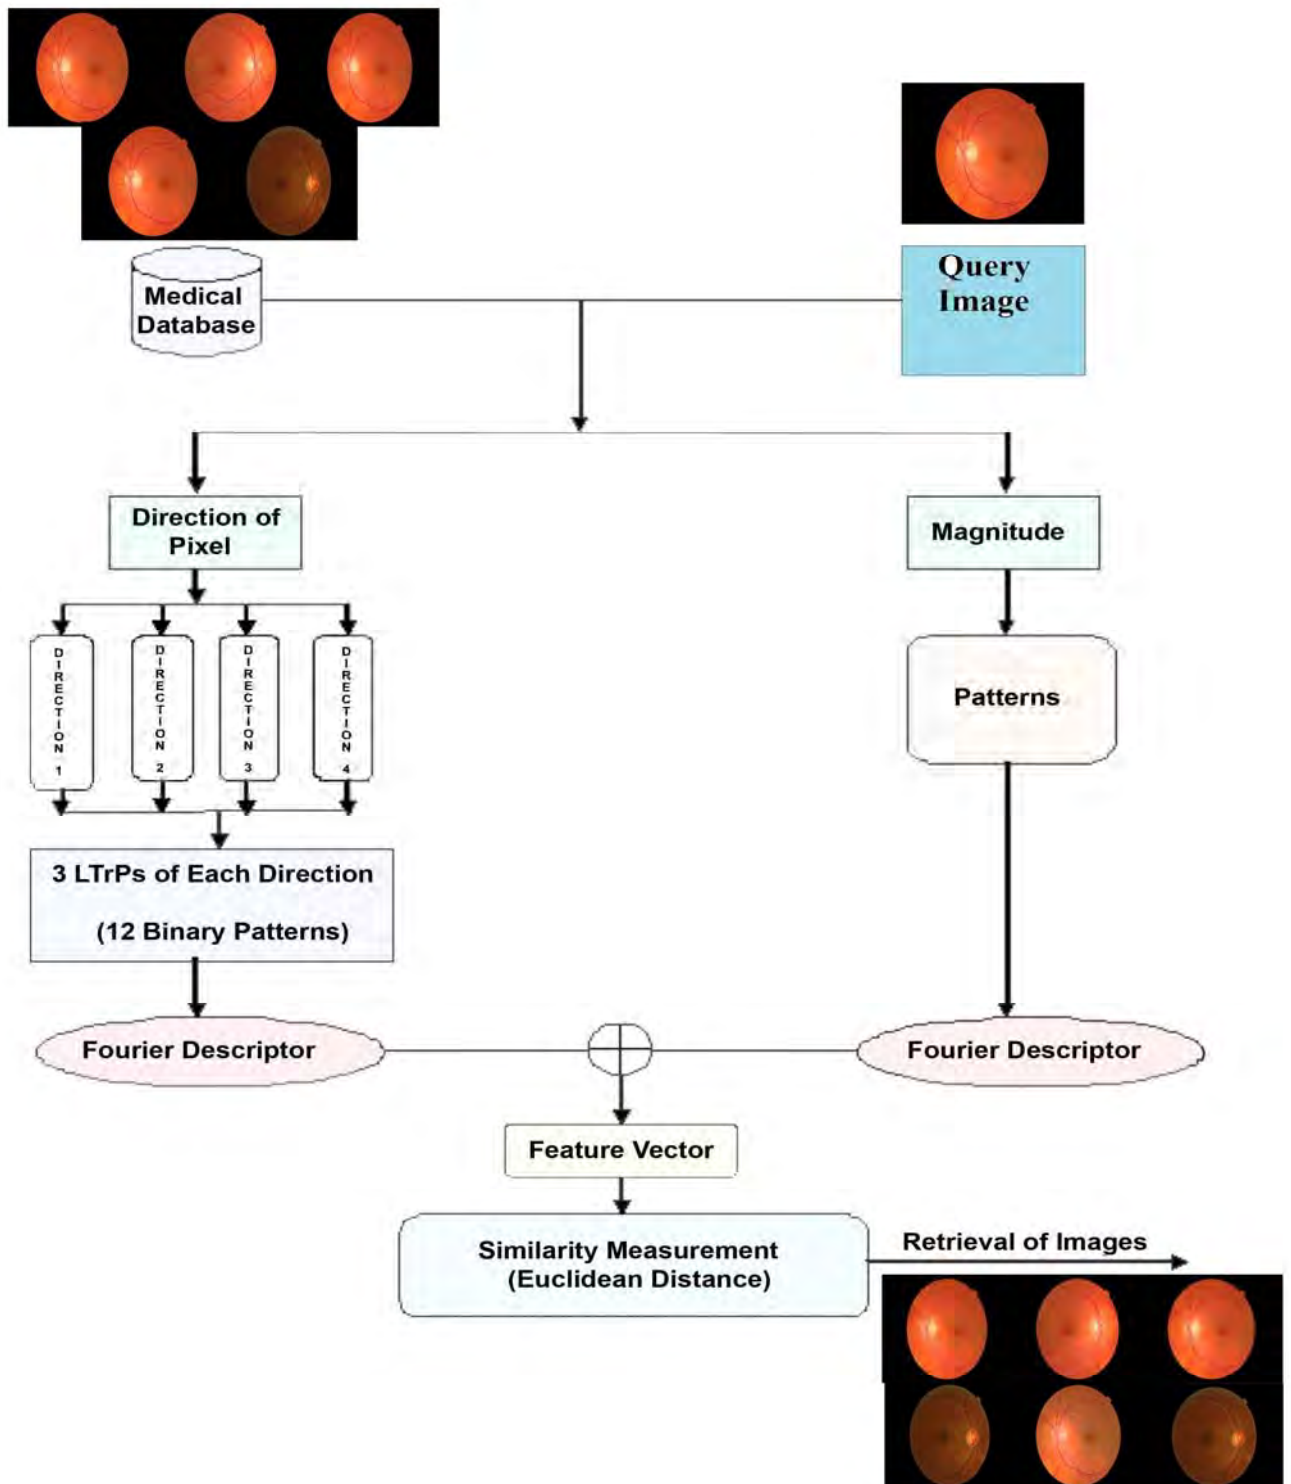 Medical
Database
Query
Image
Direction of
Pixel
Magnitude
DIRECTION 1
DIRECTION 2
DIRECTION 3
DIRECTION 4
Patterns
3 LTrPs of Each Direction
(12 Binary Patterns)
Fourier Descriptor
Fourier Descriptor
Feature Vector
Similarity Measurement
(Euclidean Distance)
Retrieval of Images